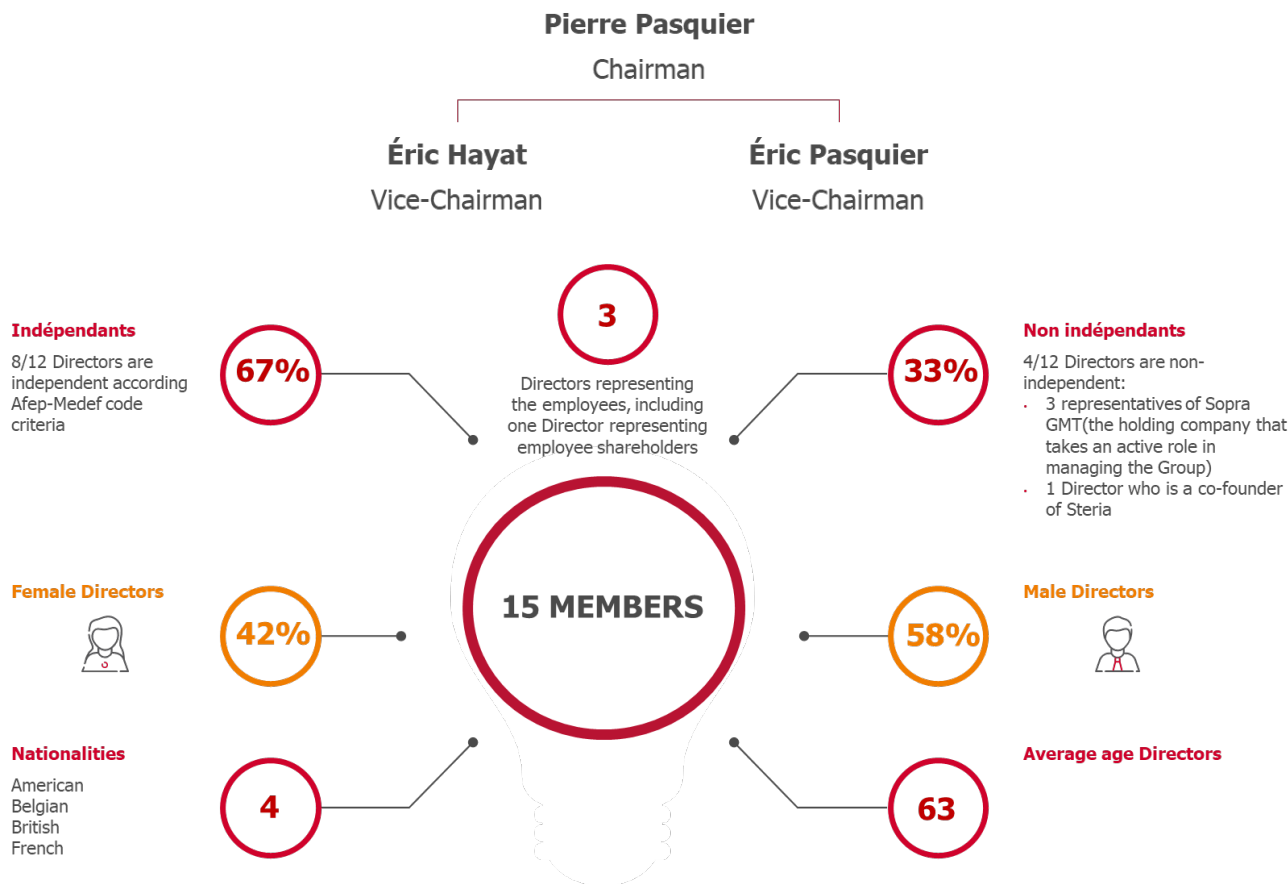 Pierre Pasquier
Chairman
Éric Hayat
Vice-Chairman
Éric Pasquier
Vice-Chairman
3
Directors representing
the employees, including
one Director representing
employee shareholders
Indépendants
8/12 Directors are
independent according
Afep-Medef code
criteria
67%
33%
Non indépendants
4/12 Directors are non-
independent:
· 3 representatives of Sopra
GMT(the holding company that
takes an active role in
managing the Group)
· 1 Director who is a co-founder
of Steria
15 MEMBERS
Female Directors
42%
58%
Male Directors
Nationalities
American
Belgian
British
French
4
63
Average age Directors